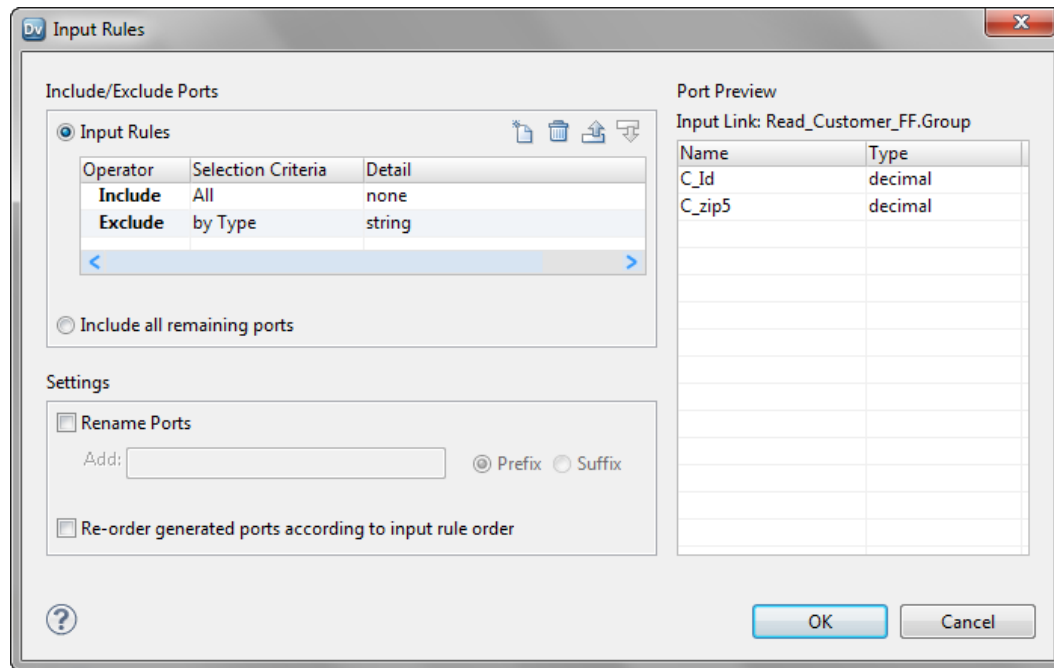 Dv Input Rules
Include/Exclude Ports
Input Rules
Operator Selection Criteria Detail
Include All none
Exclude by Type string
Include all remaining ports
Settings
Rename Ports
Add: Prefix Suffix
Re-order generated ports according to input rule order
Port Preview
Input Link: Read_Customer_FF.Group
Name Type
C_Id decimal
C_zip5 decimal
? OK Cancel